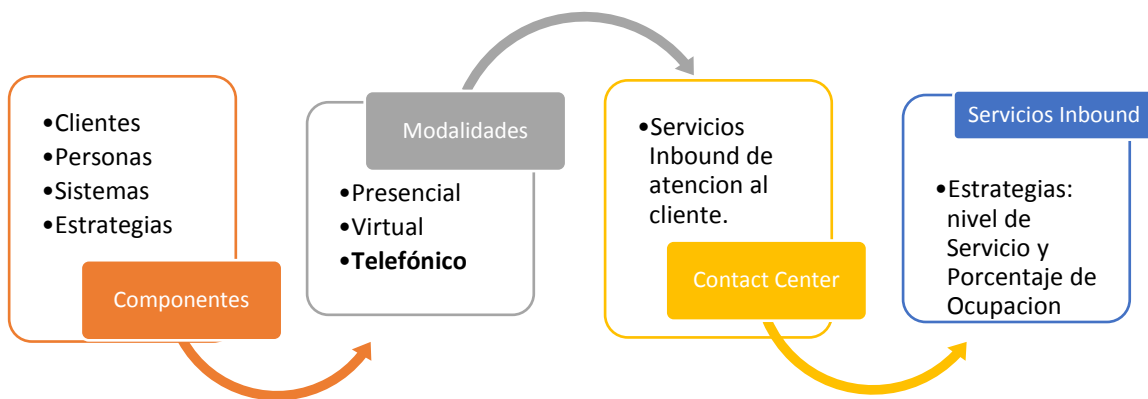 •Clientes
•Personas
•Sistemas
•Estrategias
Componentes
Modalidades
•Presencial
•Virtual
•Telefónico
•Servicios
Inbound de
atencion al
cliente.
Contact Center
Servicios Inbound
•Estrategias:
nivel de
Servicio y
Porcentaje de
Ocupacion